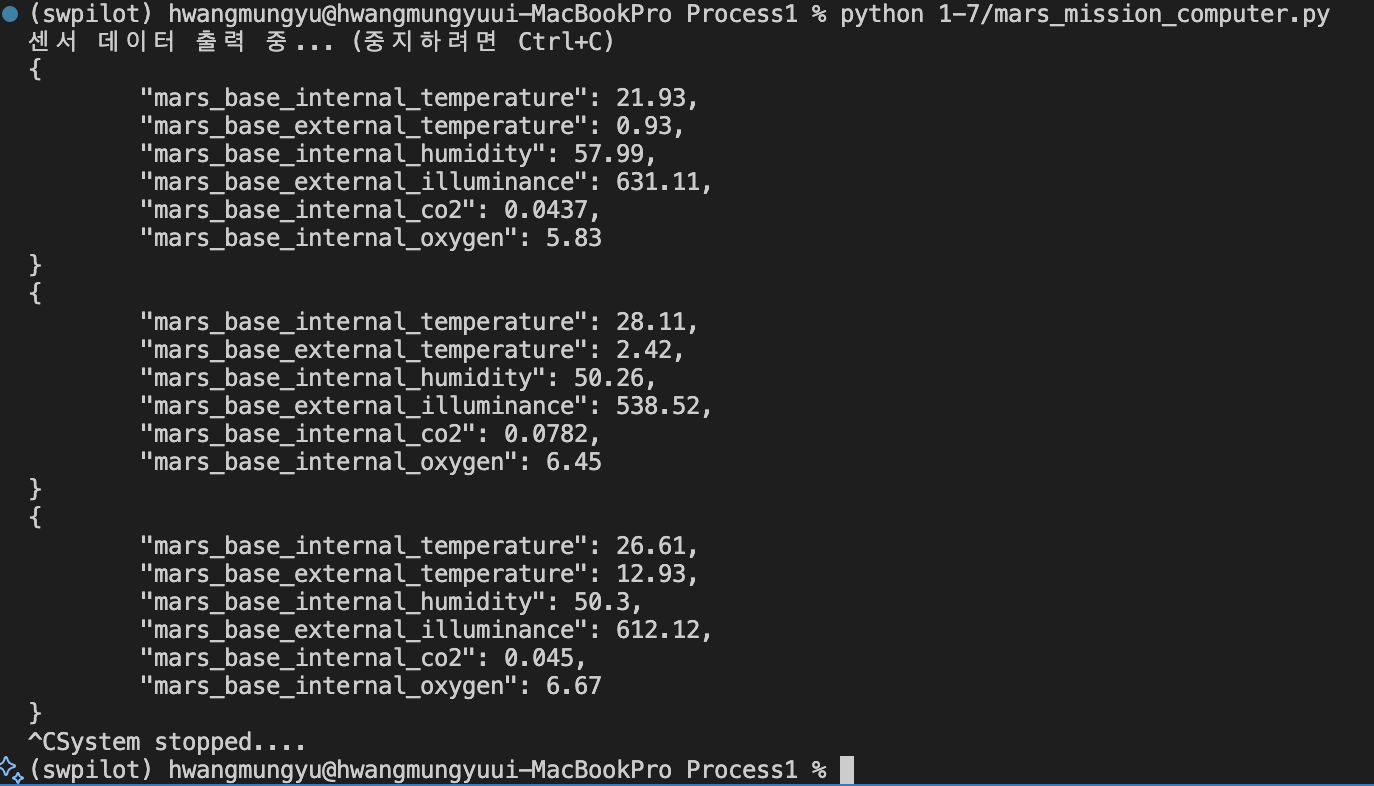 (swpilot) hwangmungyu@hwangmungyuui-MacBookPro Process1 % python 1-7/mars_mission_computer.py
센서 데이터 출력 중... (중지하려면 Ctrl+C)
{
        "mars_base_internal_temperature": 21.93,
        "mars_base_external_temperature": 0.93,
        "mars_base_internal_humidity": 57.99,
        "mars_base_external_illuminance": 631.11,
        "mars_base_internal_co2": 0.0437,
        "mars_base_internal_oxygen": 5.83
}
{
        "mars_base_internal_temperature": 28.11,
        "mars_base_external_temperature": 2.42,
        "mars_base_internal_humidity": 50.26,
        "mars_base_external_illuminance": 538.52,
        "mars_base_internal_co2": 0.0782,
        "mars_base_internal_oxygen": 6.45
}
{
        "mars_base_internal_temperature": 26.61,
        "mars_base_external_temperature": 12.93,
        "mars_base_internal_humidity": 50.3,
        "mars_base_external_illuminance": 612.12,
        "mars_base_internal_co2": 0.045,
        "mars_base_internal_oxygen": 6.67
}
^CSystem stopped....
(swpilot) hwangmungyu@hwangmungyuui-MacBookPro Process1 %